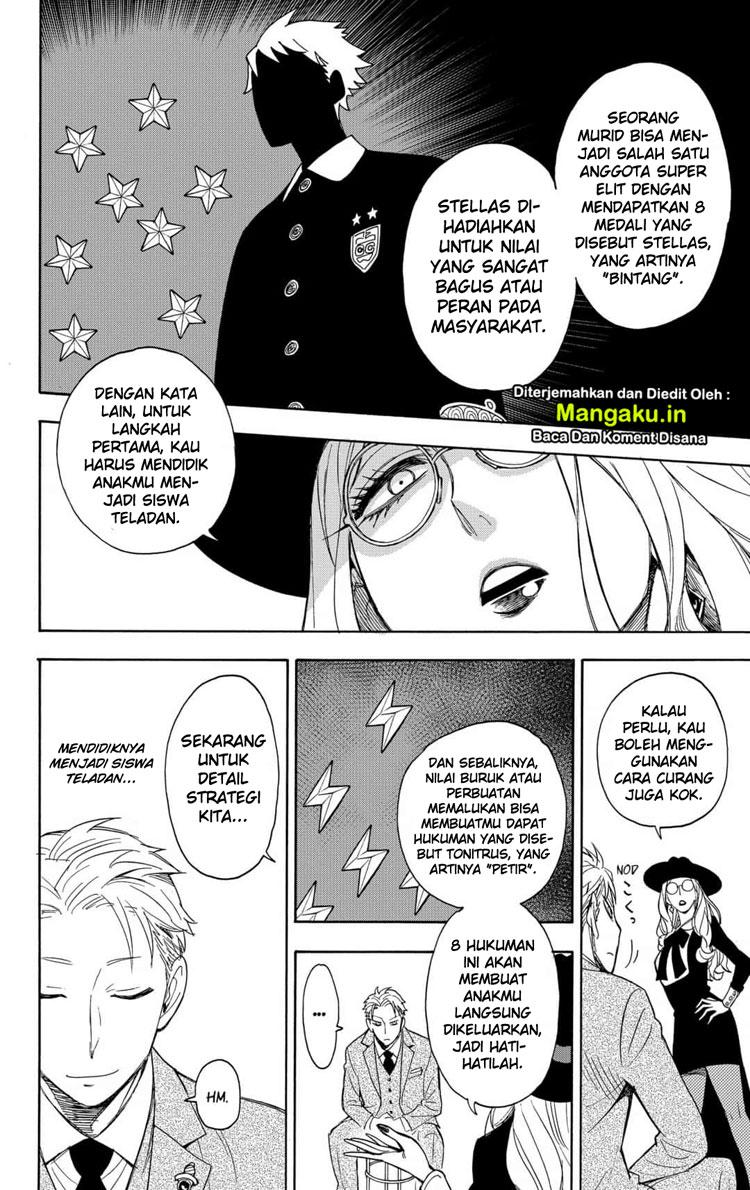 SEORANG
MURID BISA MEN-
JADI SALAH SATU
ANGGOTA SUPER
ELIT DENGAN
MENDAPATKAN 8
MEDALI YANG
DISEBUT STELLAS,
YANG ARTINYA
"BINTANG".
STELLAS DI-
HADIAHKAN
UNTUK NILAI
YANG SANGAT
BAGUS ATAU
PERAN PADA
MASYARAKAT.
Diterjemahkan dan Diedit Oleh :
Mangaku.in
Baca Dan Koment Disana
DENGAN KATA
LAIN, UNTUK
LANGKAH
PERTAMA, KAU
HARUS MENDIDIK
ANAKMU MEN-
JADI SISWA
TELADAN.
KALAU
PERLU, KAU
BOLEH MENG-
GUNAKAN
CARA CURANG
JUGA KOK.
NOD
DAN SEBALIKNYA,
NILAI BURUK ATAU
PERBUATAN
MEMALUKAN BISA
MEMBUATMU DAPAT
HUKUMAN YANG DISE-
BUT TONITRUS, YANG
ARTINYA "PETIR".
8 HUKUMAN
INI AKAN
MEMBUAT
ANAKMU
LANGSUNG
DIKELUARKAN,
JADI HATI-
HATILAH.
...
SEKARANG
UNTUK
DETAIL
STRATEGI
KITA...
MENDIDIKNYA
MENJADI SISWA
TELADAN...
HM.